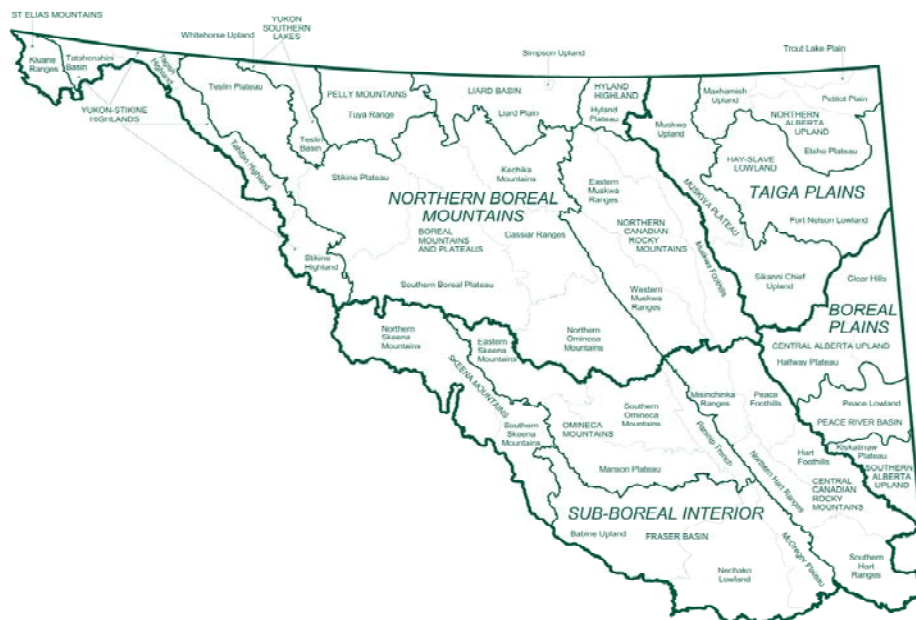 ST ELIAS MOUNTAINS
YUKON
SOUTHERN
LAKES
Whitehorse Upland
Simpson Upland
Trout Lake Plain
Kluane
Ranges
Tatshenshini
Basin
Tagish
Highland
Teslin Plateau
PELLY MOUNTAINS
LIARD BASIN
HYLAND
HIGHLAND
Maxhamish
Upland
Petitot Plain
YUKON-STIKINE
HIGHLANDS
Tuya Range
Liard Plain
Hyland
Plateau
NORTHERN
ALBERTA
UPLAND
Muskwa
Upland
Teslin
Basin
Etsho Plateau
Tahltan Highland
HAY-SLAVE
LOWLAND
Stikine Plateau
Kechika
Mountains
Eastern
Muskwa
Ranges
MUSKWA PLATEAU
TAIGA PLAINS
NORTHERN BOREAL
MOUNTAINS
NORTHERN
CANADIAN
ROCKY
MOUNTAINS
Fort Nelson Lowland
BOREAL
MOUNTAINS
AND PLATEAUS
Cassiar Ranges
Muskwa Foothills
Stikine
Highland
Sikanni Chief
Upland
Clear Hills
Southern Boreal Plateau
Western
Muskwa
Ranges
BOREAL
PLAINS
Northern
Skeena
Mountains
Eastern
Skeena
Mountains
Northern
Omineca
Mountains
CENTRAL ALBERTA UPLAND
Halfway Plateau
SKEENA MOUNTAINS
Misinchinka
Ranges
Peace
Foothills
Peace Lowland
Southern
Omineca
Mountains
OMINECA
MOUNTAINS
PEACE RIVER BASIN
Southern
Skeena
Mountains
Parsnip Trench
Kiskatinaw
Plateau
Hart
Foothills
Manson Plateau
Northern Hart Ranges
SOUTHERN
ALBERTA
UPLAND
CENTRAL
CANADIAN
ROCKY
MOUNTAINS
SUB-BOREAL INTERIOR
Babine Upland
FRASER BASIN
McGregor Plateau
Nechako
Lowland
Southern
Hart
Ranges